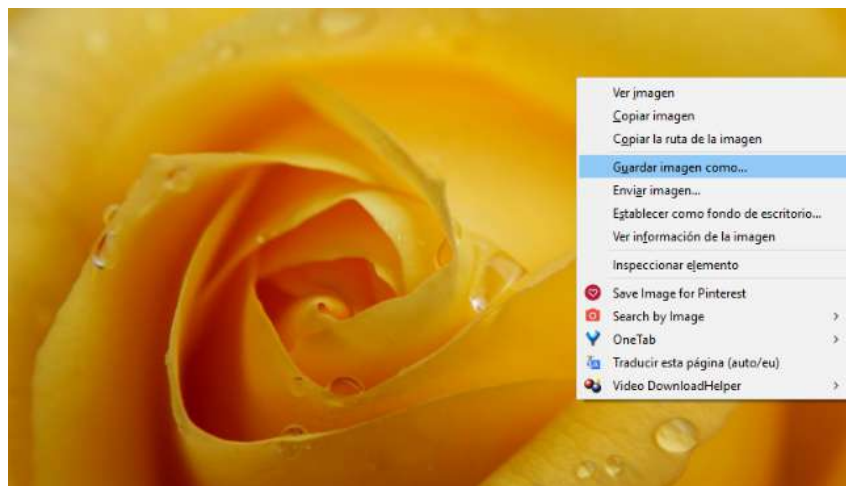 Ver imagen
Copiar imagen
Copiar la ruta de la imagen
Guardar imagen como...
Enviar imagen...
Establecer como fondo de escritorio...
Ver información de la imagen
Inspeccionar elemento
Save Image for Pinterest
Search by Image
OneTab
Traducir esta página (auto/eu)
Video DownloadHelper